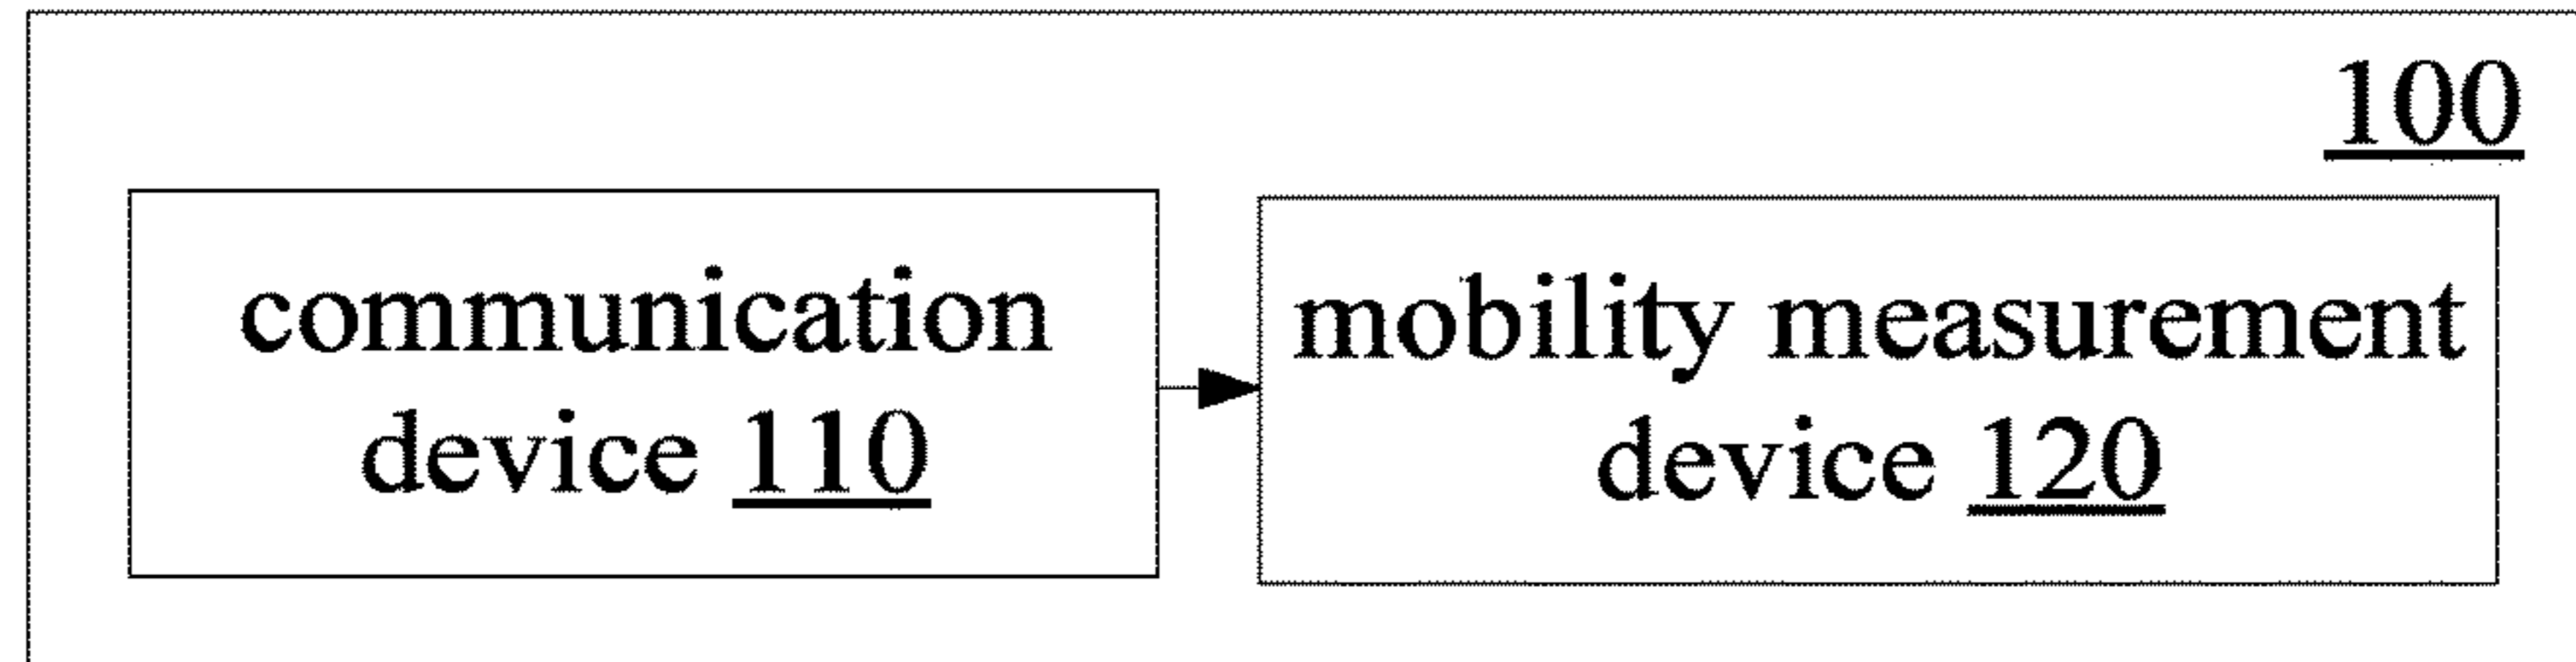 100
communication
device 110
mobility measurement
device 120